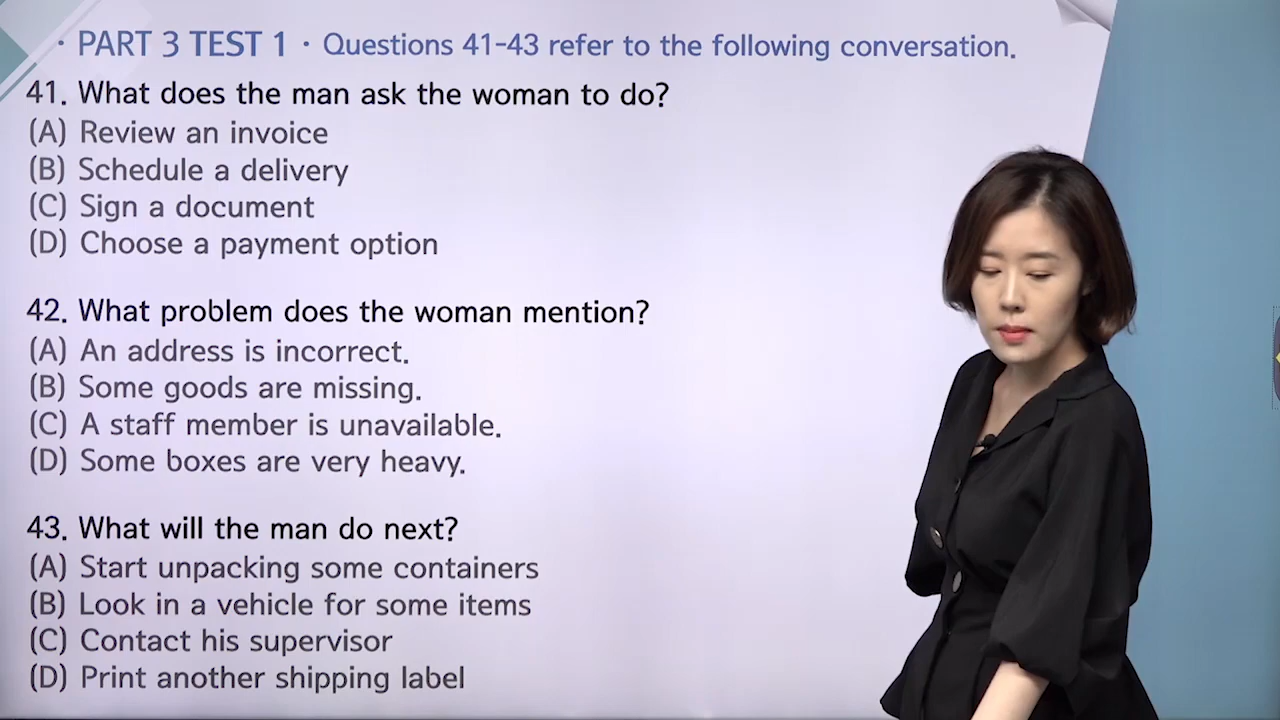 · PART 3 TEST 1 · Questions 41-43 refer to the following conversation.
41. What does the man ask the woman to do?
(A) Review an invoice
(B) Schedule a delivery
(C) Sign a document
(D) Choose a payment option
42. What problem does the woman mention?
(A) An address is incorrect.
(B) Some goods are missing.
(C) A staff member is unavailable.
(D) Some boxes are very heavy.
43. What will the man do next?
(A) Start unpacking some containers
(B) Look in a vehicle for some items
(C) Contact his supervisor
(D) Print another shipping label